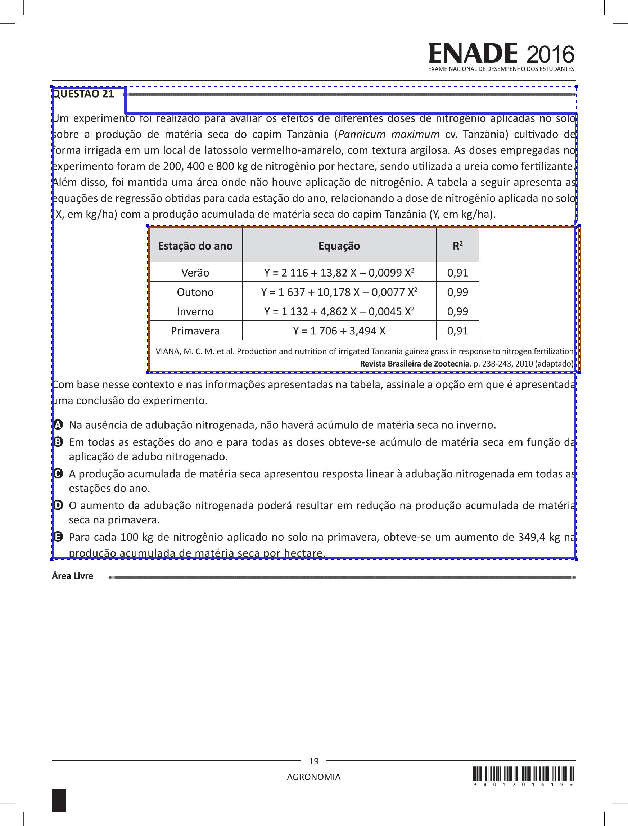 ENADE 2016
EXAME NACIONAL DE DESEMPENHO DOS ESTUDANTES
QUESTÃO 21
Um experimento foi realizado para avaliar os efeitos de diferentes doses de nitrogênio aplicadas no solo
sobre a produção de matéria seca do capim Tanzânia (Pannicum maximum cv. Tanzânia) cultivado de
forma irrigada em um local de latossolo vermelho-amarelo, com textura argilosa. As doses empregadas no
experimento foram de 200, 400 e 800 kg de nitrogênio por hectare, sendo utilizada a ureia como fertilizante.
Além disso, foi mantida uma área onde não houve aplicação de nitrogênio. A tabela a seguir apresenta as
equações de regressão obtidas para cada estação do ano, relacionando a dose de nitrogênio aplicada no solo
(X, em kg/ha) com a produção acumulada de matéria seca do capim Tanzânia (Y, em kg/ha).
Estação do ano Equação R²
Verão Y = 2 116 + 13,82 X – 0,0099 X² 0,91
Outono Y = 1 637 + 10,178 X – 0,0077 X² 0,99
Inverno Y = 1 132 + 4,862 X – 0,0045 X² 0,99
Primavera Y = 1 706 + 3,494 X 0,91
VIANA, M. C. M. et al. Production and nutrition of irrigated Tanzania guinea grass in response to nitrogen fertilization.
Revista Brasileira de Zootecnia. p. 238-243, 2010 (adaptado).
Com base nesse contexto e nas informações apresentadas na tabela, assinale a opção em que é apresentada
uma conclusão do experimento.
A Na ausência de adubação nitrogenada, não haverá acúmulo de matéria seca no inverno.
B Em todas as estações do ano e para todas as doses obteve-se acúmulo de matéria seca em função da
aplicação de adubo nitrogenado.
C A produção acumulada de matéria seca apresentou resposta linear à adubação nitrogenada em todas as
estações do ano.
D O aumento da adubação nitrogenada poderá resultar em redução na produção acumulada de matéria
seca na primavera.
E Para cada 100 kg de nitrogênio aplicado no solo na primavera, obteve-se um aumento de 349,4 kg na
produção acumulada de matéria seca por hectare.
Área Livre
19
AGRONOMIA